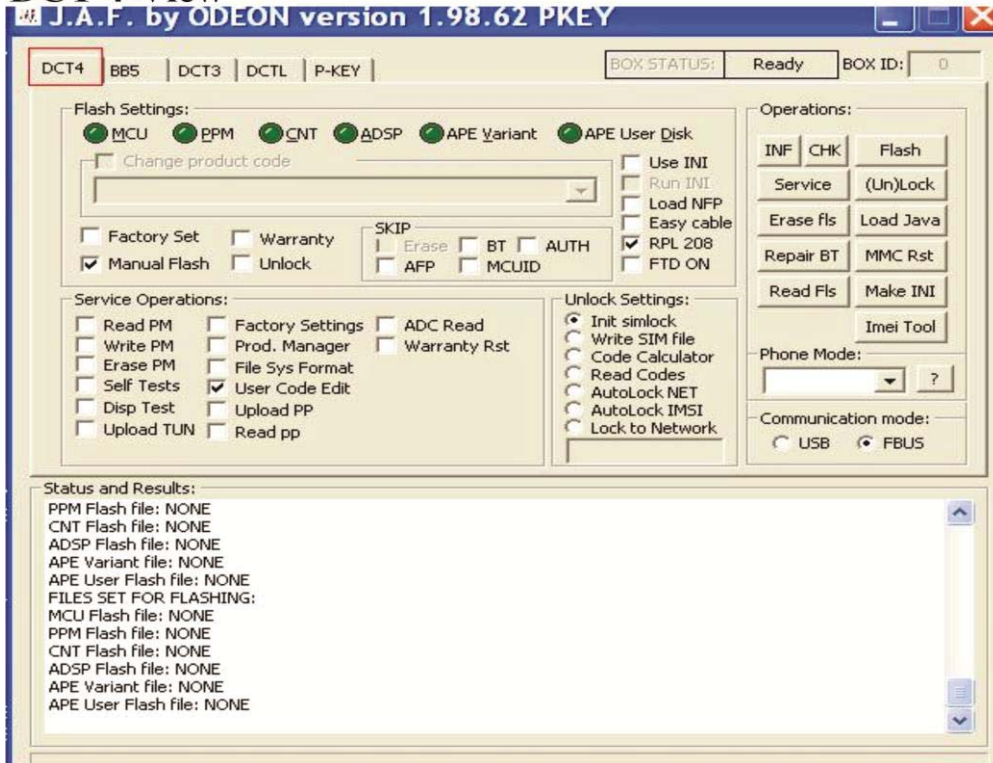 DCT4 View
J.A.F. by ODEON version 1.98.62 PKEY
DCT4 BB5 DCT3 DCTL P-KEY BOX STATUS: Ready BOX ID: 0
Flash Settings:
MCU PPM CNT ADSP APE Variant APE User Disk
Change product code
Use INI
Run INI
Load NFP
Easy cable
RPL 208
FTD ON
Factory Set Warranty
Manual Flash Unlock
SKIP
Erase BT AUTH
AFP MCUID
Operations:
INF CHK Flash
Service (Un)Lock
Erase fls Load Java
Repair BT MMC Rst
Read Fls Make INI
Imei Tool
Service Operations:
Read PM Factory Settings ADC Read
Write PM Prod. Manager Warranty Rst
Erase PM File Sys Format
Self Tests User Code Edit
Disp Test Upload PP
Upload TUN Read pp
Unlock Settings:
Init simlock
Write SIM file
Code Calculator
Read Codes
AutoLock NET
AutoLock IMSI
Lock to Network
Phone Mode:
?
Communication mode:
USB FBUS
Status and Results:
PPM Flash file: NONE
CNT Flash file: NONE
ADSP Flash file: NONE
APE Variant file: NONE
APE User Flash file: NONE
FILES SET FOR FLASHING:
MCU Flash file: NONE
PPM Flash file: NONE
CNT Flash file: NONE
ADSP Flash file: NONE
APE Variant file: NONE
APE User Flash file: NONE